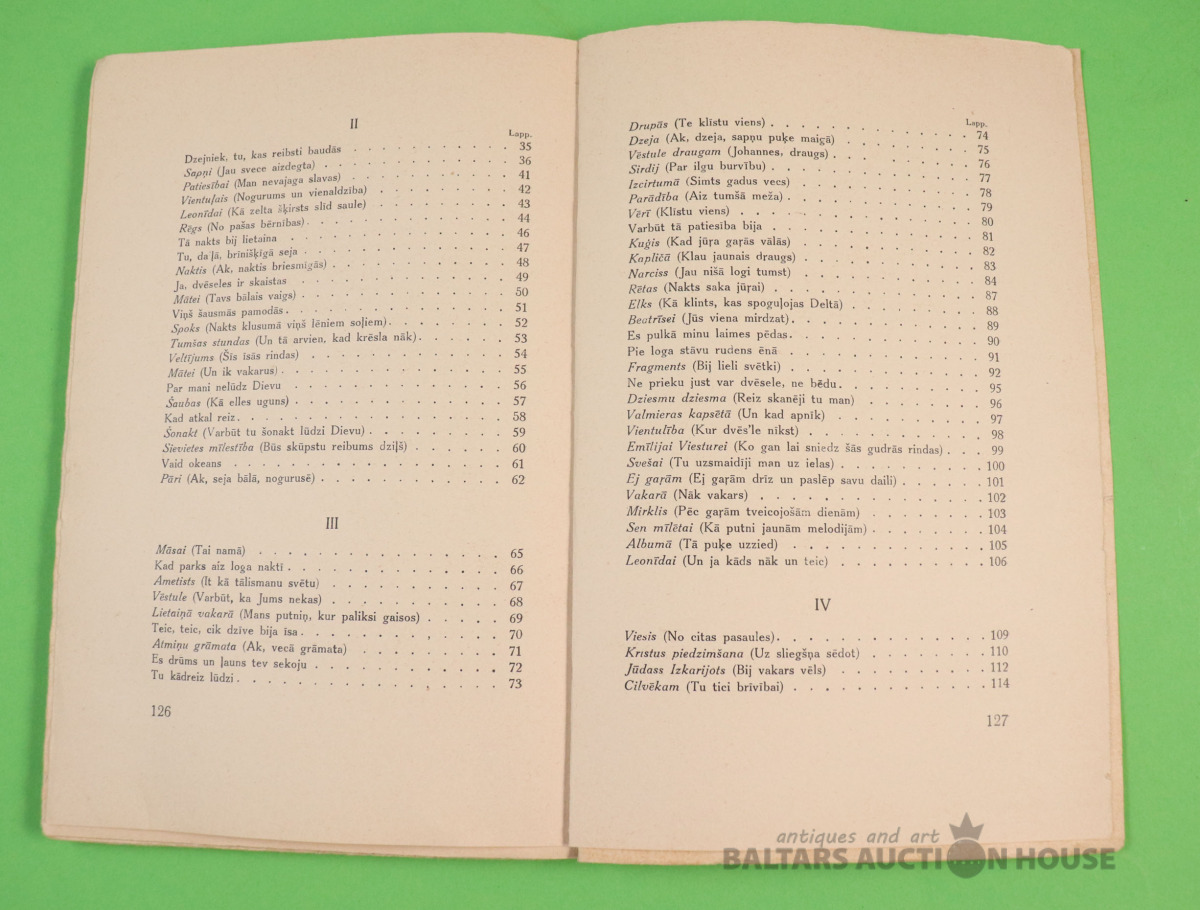 II
Lapp.
Dzejniek, tu, kas reibsti baudās . . . . . . . . . . . 35
Sapņi (Jau svece aizdegta) . . . . . . . . . . . 36
Patiesībai (Man nevajaga slavas) . . . . . . . . . . . 41
Vientuļais (Nogurums un vienaldzība) . . . . . . . . . 42
Leonīdai (Kā zelta šķirsts slīd saule) . . . . . . . . . 43
Rēgs (No pašas bērnības) . . . . . . . . . . . 44
Tā nakts bij lietaina . . . . . . . . . . . 46
Tu, daiļā, brīnišķīgā seja . . . . . . . . . . . 47
Naktis (Ak, naktis briesmīgās) . . . . . . . . . . . 48
Ja, dvēseles ir skaistas . . . . . . . . . . . 49
Mātei (Tavs bālais vaigs) . . . . . . . . . . . 50
Viņš šausmās pamodās . . . . . . . . . . . 51
Spoks (Nakts klusumā viņš lēniem soļiem) . . . . . . . . 52
Tumšas stundas (Un tā arvien, kad krēsla nāk) . . . . . . 53
Veltījums (Šīs īsās rindas) . . . . . . . . . . . 54
Mātei (Un ik vakarus) . . . . . . . . . . . 55
Par mani nelūdz Dievu . . . . . . . . . . . 56
Šaubas (Kā elles uguns) . . . . . . . . . . . 57
Kad atkal reiz . . . . . . . . . . . 58
Šonakt (Varbūt tu šonakt lūdzi Dievu) . . . . . . . . . 59
Sievietes mīlestība (Būs skūpstu reibums dziļš) . . . . . . 60
Vaid okeans . . . . . . . . . . . 61
Pāri (Ak, seja bālā, nogurusē) . . . . . . . . . . . 62
III
Māsai (Tai namā) . . . . . . . . . . . 65
Kad parks aiz loga naktī . . . . . . . . . . . 66
Ametists (It kā tālismanu svētu) . . . . . . . . . . . 67
Vēstule (Varbūt, ka Jums nekas) . . . . . . . . . . . 68
Lietaiņā vakarā (Mans putniņ, kur paliksi gaisos) . . . . . . 69
Teic, teic, cik dzīve bija īsa . . . . . . . . . . . 70
Atmiņu grāmata (Ak, vecā grāmata) . . . . . . . . . 71
Es drūms un ļauns tev sekoju . . . . . . . . . . . 72
Tu kādreiz lūdzi . . . . . . . . . . . 73
126
Lapp.
Drupās (Te klīstu viens) . . . . . . . . . . . 74
Dzeja (Ak, dzeja, sapņu puķe maigā) . . . . . . . . . 75
Vēstule draugam (Johannes, draugs) . . . . . . . . . 76
Sirdij (Par ilgu burvību) . . . . . . . . . . . 77
Izcirtumā (Simts gadus vecs) . . . . . . . . . . . 78
Parādība (Aiz tumšā meža) . . . . . . . . . . . 79
Vērī (Klīstu viens) . . . . . . . . . . . 80
Varbūt tā patiesība bija . . . . . . . . . . . 81
Kuģis (Kad jūŗa gaŗās vālās) . . . . . . . . . . . 82
Kapličā (Klau jaunais draugs) . . . . . . . . . . . 83
Narciss (Jau nišā logi tumst) . . . . . . . . . . . 84
Rētas (Nakts saka jūŗai) . . . . . . . . . . . 87
Elks (Kā klints, kas spoguļojas Deltā) . . . . . . . . . 88
Beatrīsei (Jūs viena mirdzat) . . . . . . . . . . . 89
Es pulkā minu laimes pēdas . . . . . . . . . . . 90
Pie loga stāvu rudens ēnā . . . . . . . . . . . 91
Fragments (Bij lieli svētki) . . . . . . . . . . . 92
Ne prieku just var dvēsele, ne bēdu . . . . . . . . . 95
Dziesmu dziesma (Reiz skanēji tu man) . . . . . . . . . 96
Valmieras kapsētā (Un kad apnīk) . . . . . . . . . . . 97
Vientulība (Kur dvēs'le nīkst) . . . . . . . . . . . 98
Emīlijai Viesturei (Ko gan lai sniedz šās gudrās rindas) . . . 99
Svešai (Tu uzsmaidīji man uz ielas) . . . . . . . . . 100
Ej gaŗām (Ej gaŗām drīz un paslēp savu daili) . . . . . . 101
Vakarā (Nāk vakars) . . . . . . . . . . . 102
Mirklis (Pēc gaŗām tveicojošām dienām) . . . . . . . . 103
Sen mīlētai (Kā putni jaunām melodijām) . . . . . . . . 104
Albumā (Tā puķe uzzied) . . . . . . . . . . . 105
Leonīdai (Un ja kāds nāk un teic) . . . . . . . . . 106
IV
Viesis (No citas pasaules) . . . . . . . . . . . 109
Kristus piedzimšana (Uz sliegšņa sēdot) . . . . . . . . 110
Jūdass Izkarijots (Bij vakars vēls) . . . . . . . . . 112
Cilvēkam (Tu tici brīvībai) . . . . . . . . . . . 114
127
antiques and art
BALTARS AUCTION HOUSE